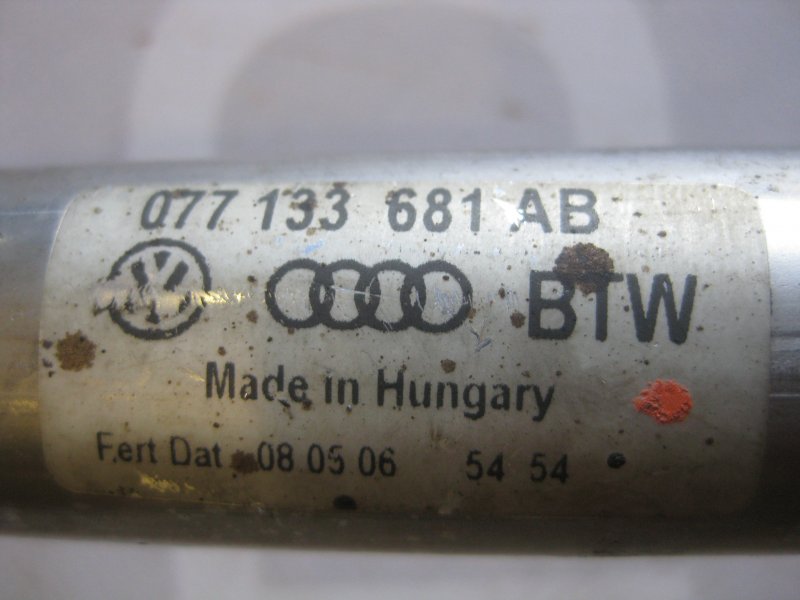 077 133 681 AB
BTW
Made in Hungary
Fert Dat 08 05 06 54 54